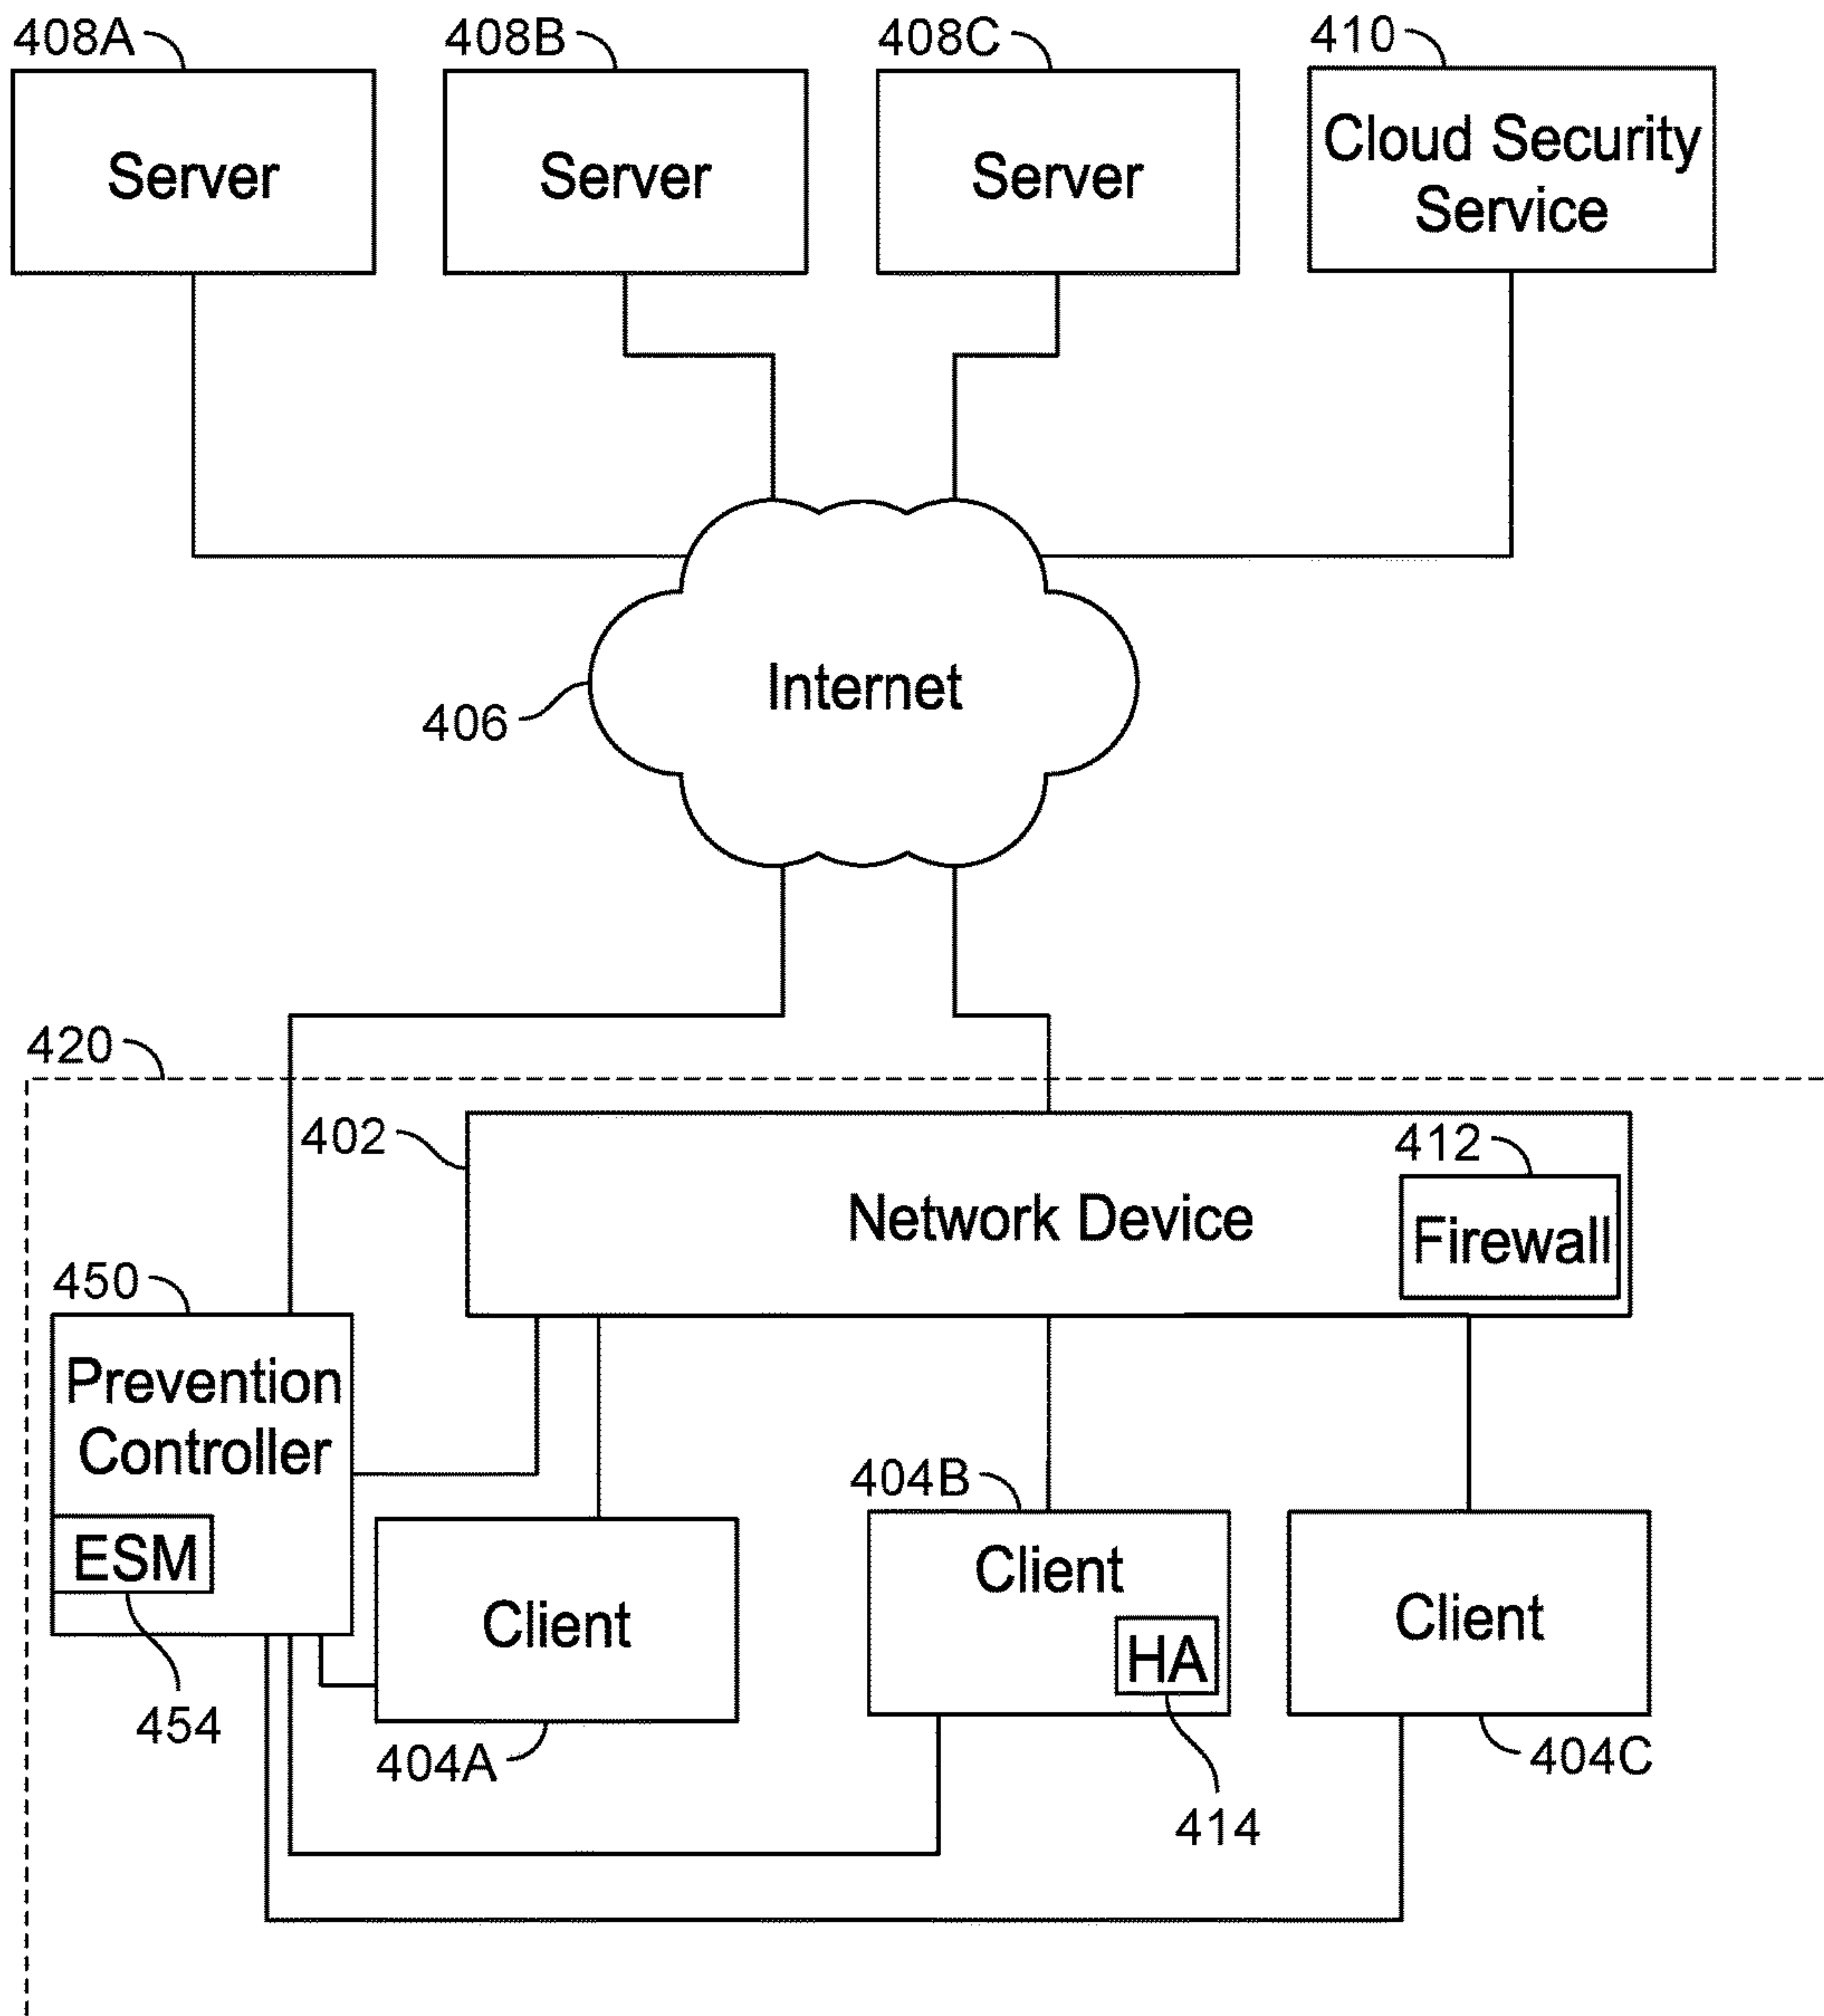 408A
408B
408C
410
Server
Server
Server
Cloud Security
Service
Internet
406
420
402
412
Network Device
Firewall
450
Prevention
Controller
ESM
454
404B
Client
404A
Client
HA
414
Client
404C